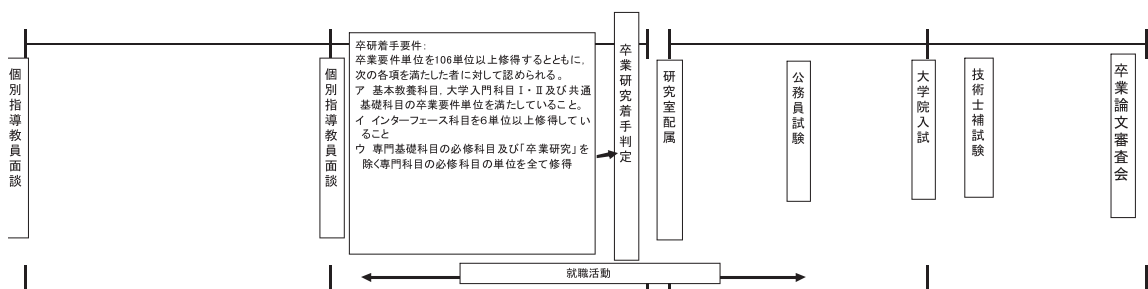 個別指導教員面談
個別指導教員面談
卒研着手要件:
卒業要件単位を106単位以上修得するとともに,
次の各項を満たした者に対して認められる。
ア 基本教養科目, 大学入門科目Ⅰ・Ⅱ及び共通
基礎科目の卒業要件単位を満たしていること。
イ インターフェース科目を6単位以上修得してい
ること
ウ 専門基礎科目の必修科目及び「卒業研究」を
除く専門科目の必修科目の単位を全て修得
卒業研究着手判定
研究室配属
公務員試験
大学院入試
技術士補試験
卒業論文審査会
就職活動